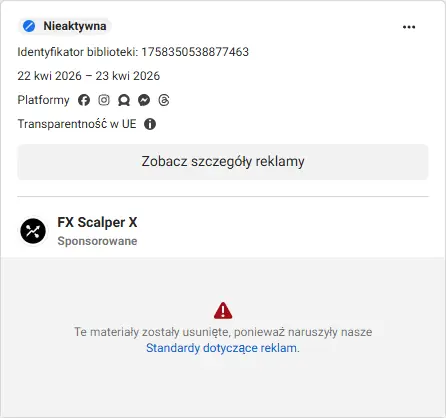 Nieaktywna
Identyfikator biblioteki: 1758350538877463
22 kwi 2026 – 23 kwi 2026
Platformy
Transparentność w UE
Zobacz szczegóły reklamy
FX Scalper X
Sponsorowane
Te materiały zostały usunięte, ponieważ naruszyły nasze
Standardy dotyczące reklam.